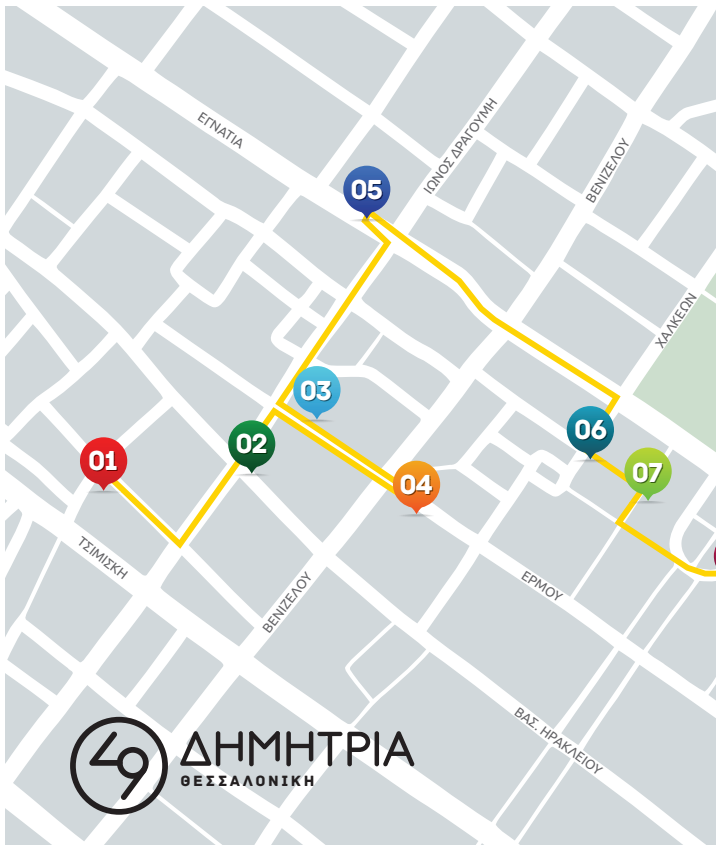 ΕΓΝΑΤΙΑ
ΙΩΝΟΣ ΔΡΑΓΟΥΜΗ
ΒΕΝΙΖΕΛΟΥ
05
ΧΑΛΚΕΩΝ
03
06
02
01
07
04
ΤΣΙΜΙΣΚΗ
ΒΕΝΙΖΕΛΟΥ
ΕΡΜΟΥ
ΒΑΣ. ΗΡΑΚΛΕΙΟΥ
49
ΔΗΜΗΤΡΙΑ
ΘΕΣΣΑΛΟΝΙΚΗ